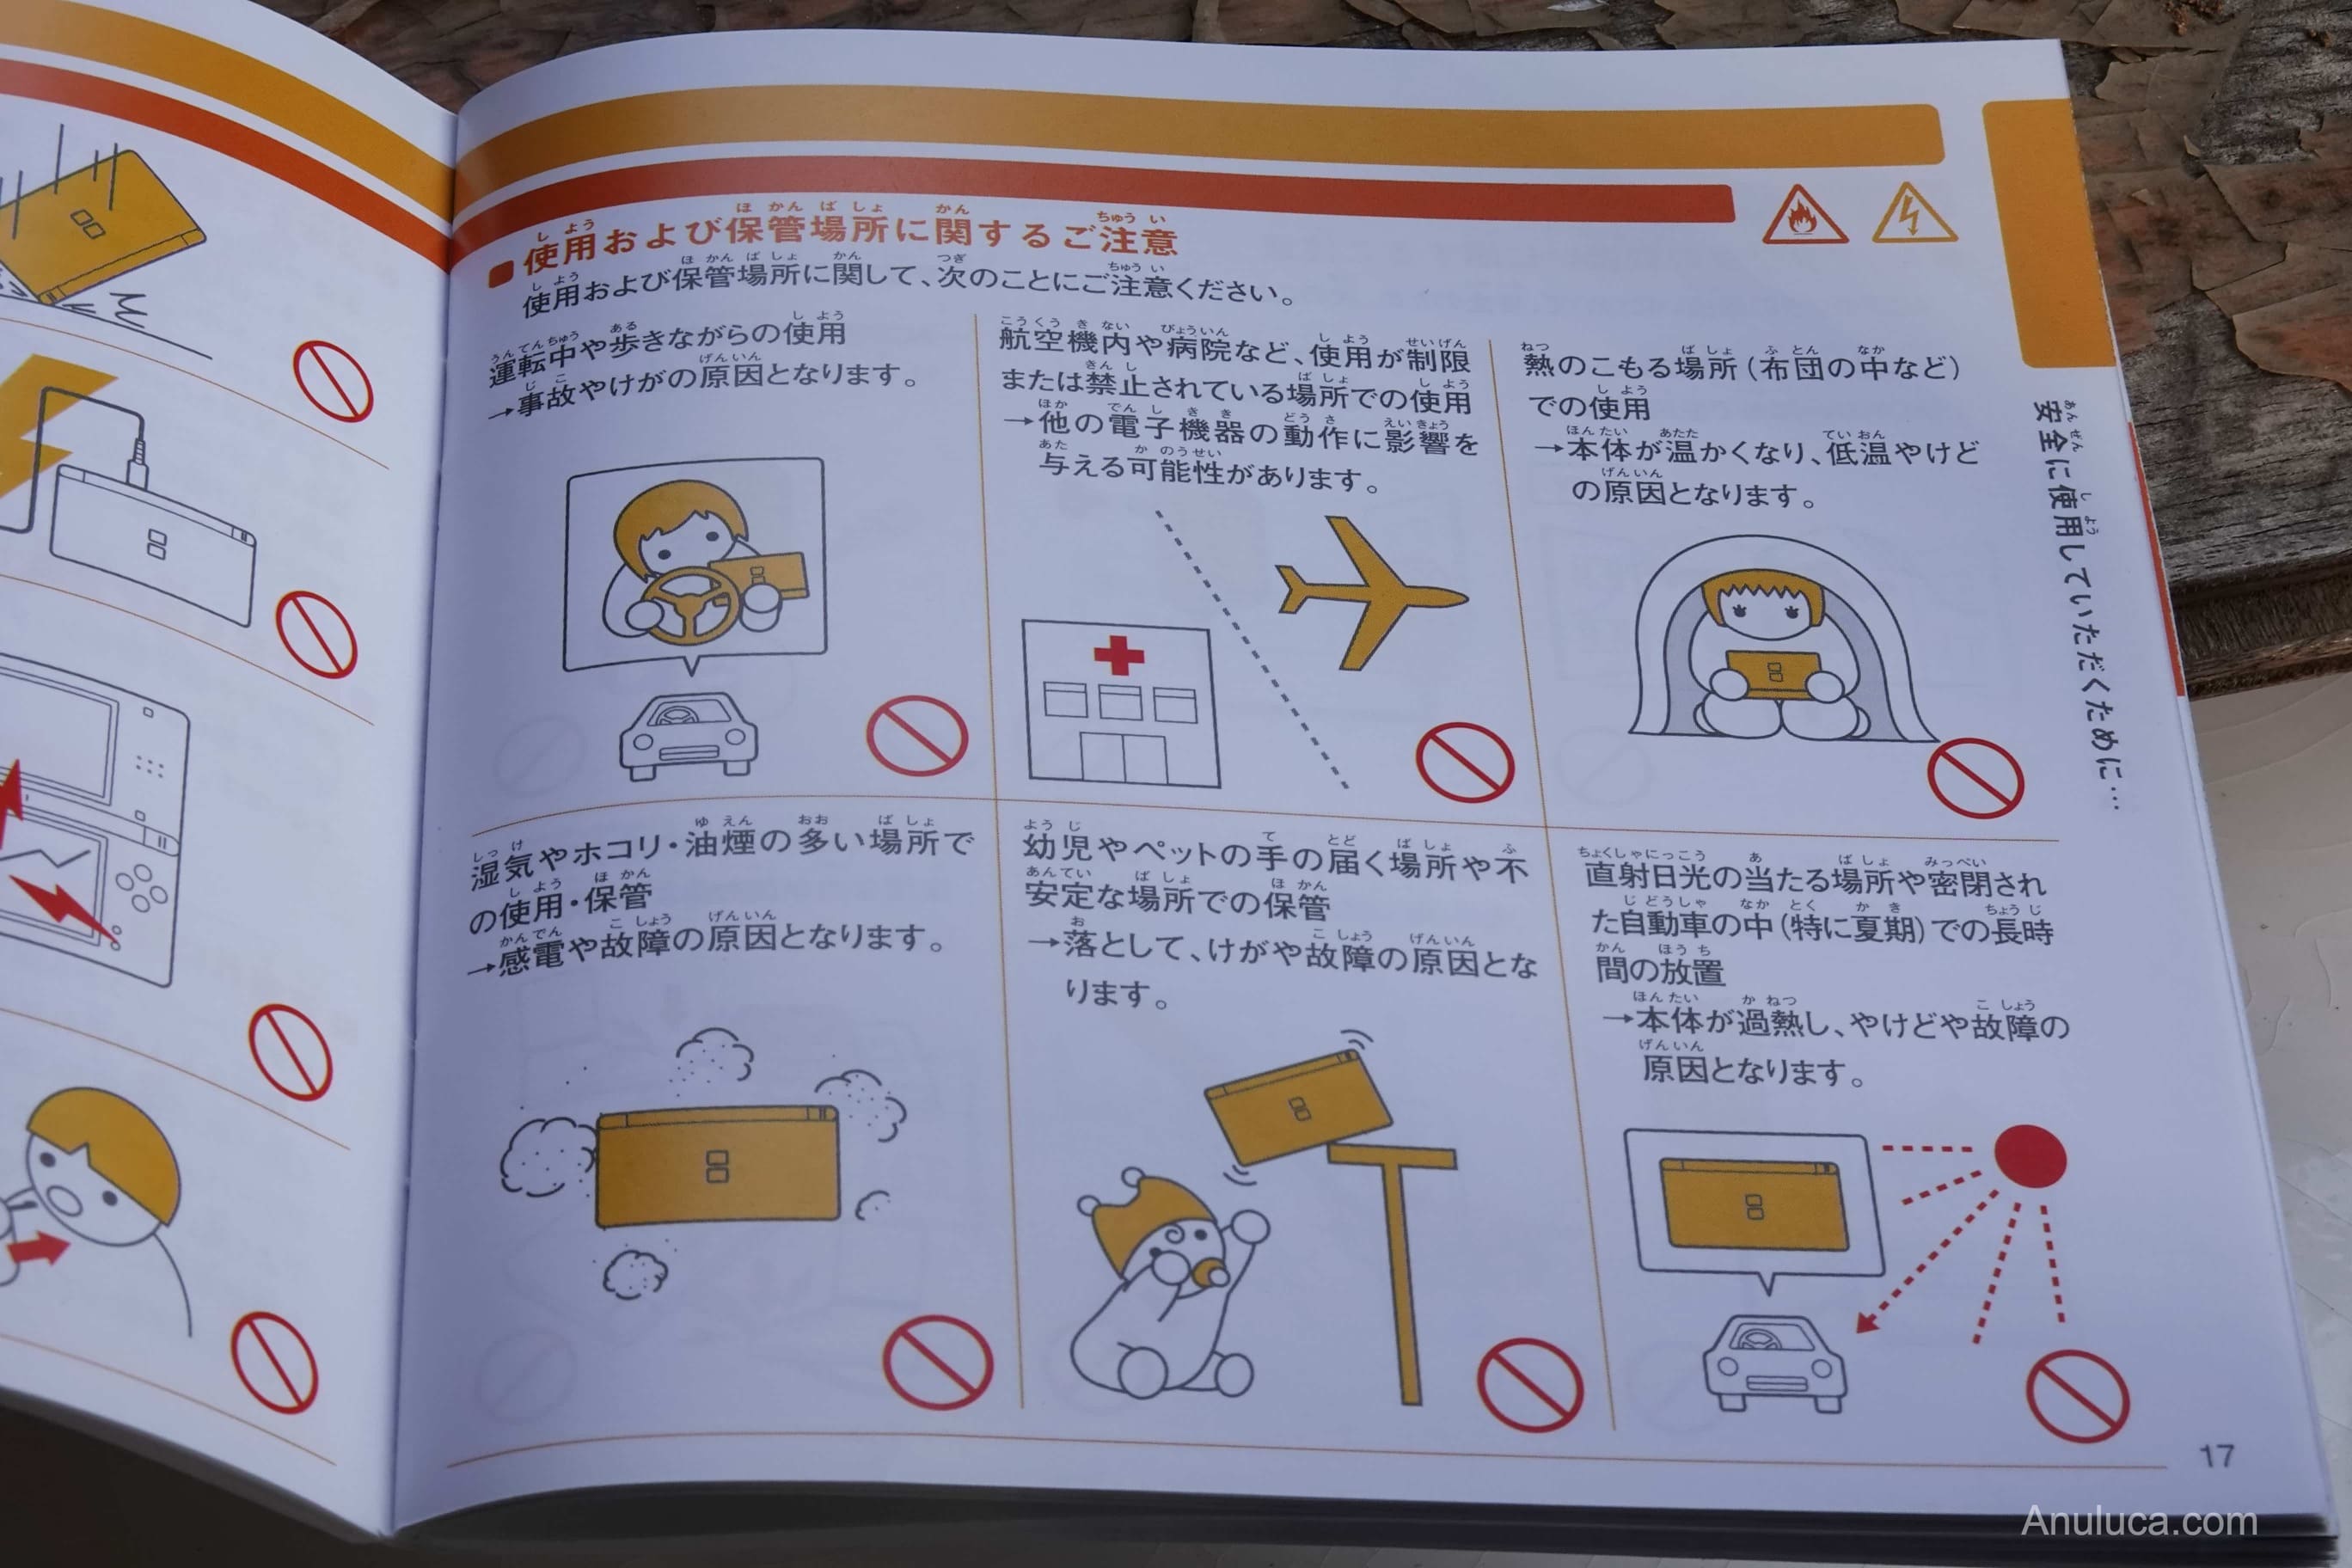 ■使用および保管場所に関するご注意
使用および保管場所に関して、次のことにご注意ください。
運転中や歩きながらの使用
→事故やけがの原因となります。
航空機内や病院など、使用が制限
または禁止されている場所での使用
→他の電子機器の動作に影響を
与える可能性があります。
熱のこもる場所(布団の中など)
での使用
→本体が温かくなり、低温やけど
の原因となります。
湿気やホコリ・油煙の多い場所で
の使用・保管
→感電や故障の原因となります。
幼児やペットの手の届く場所や不
安定な場所での保管
→落として、けがや故障の原因とな
ります。
直射日光の当たる場所や密閉され
た自動車の中(特に夏期)での長時
間の放置
→本体が過熱し、やけどや故障の
原因となります。
安全に使用していただくために…
17
Anuluca.com